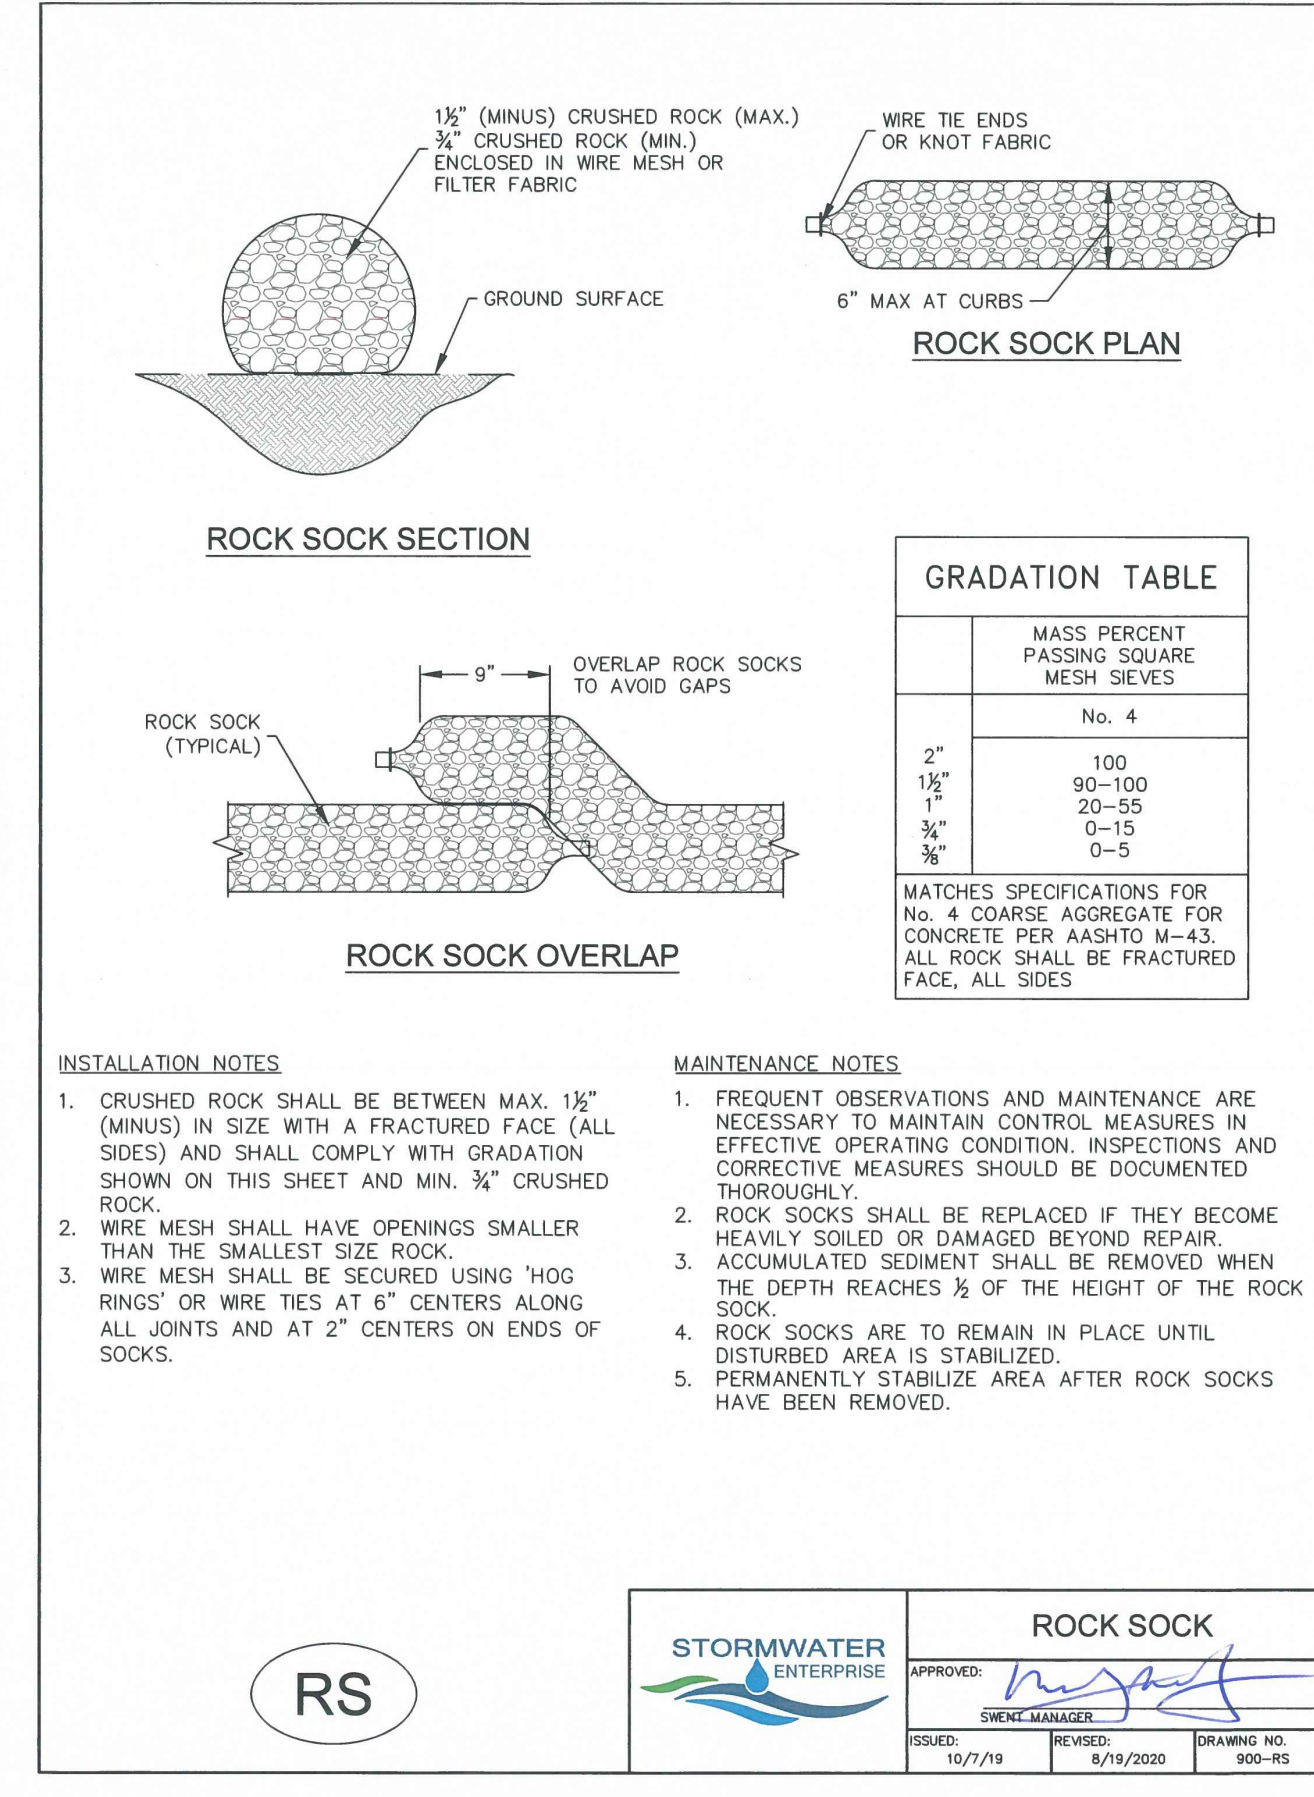 1½" (MINUS) CRUSHED ROCK (MAX.)
¾" CRUSHED ROCK (MIN.)
ENCLOSED IN WIRE MESH OR
FILTER FABRIC
GROUND SURFACE
ROCK SOCK SECTION
WIRE TIE ENDS
OR KNOT FABRIC
6" MAX AT CURBS
ROCK SOCK PLAN
9"
OVERLAP ROCK SOCKS
TO AVOID GAPS
ROCK SOCK
(TYPICAL)
ROCK SOCK OVERLAP
GRADATION TABLE
MASS PERCENT
PASSING SQUARE
MESH SIEVES
No. 4
2" 100
1½" 90-100
1" 20-55
¾" 0-15
⅜" 0-5
MATCHES SPECIFICATIONS FOR
No. 4 COARSE AGGREGATE FOR
CONCRETE PER AASHTO M-43.
ALL ROCK SHALL BE FRACTURED
FACE, ALL SIDES
INSTALLATION NOTES
1. CRUSHED ROCK SHALL BE BETWEEN MAX. 1½"
(MINUS) IN SIZE WITH A FRACTURED FACE (ALL
SIDES) AND SHALL COMPLY WITH GRADATION
SHOWN ON THIS SHEET AND MIN. ¾" CRUSHED
ROCK.
2. WIRE MESH SHALL HAVE OPENINGS SMALLER
THAN THE SMALLEST SIZE ROCK.
3. WIRE MESH SHALL BE SECURED USING 'HOG
RINGS' OR WIRE TIES AT 6" CENTERS ALONG
ALL JOINTS AND AT 2" CENTERS ON ENDS OF
SOCKS.
MAINTENANCE NOTES
1. FREQUENT OBSERVATIONS AND MAINTENANCE ARE
NECESSARY TO MAINTAIN CONTROL MEASURES IN
EFFECTIVE OPERATING CONDITION. INSPECTIONS AND
CORRECTIVE MEASURES SHOULD BE DOCUMENTED
THOROUGHLY.
2. ROCK SOCKS SHALL BE REPLACED IF THEY BECOME
HEAVILY SOILED OR DAMAGED BEYOND REPAIR.
3. ACCUMULATED SEDIMENT SHALL BE REMOVED WHEN
THE DEPTH REACHES ½ OF THE HEIGHT OF THE ROCK
SOCK.
4. ROCK SOCKS ARE TO REMAIN IN PLACE UNTIL
DISTURBED AREA IS STABILIZED.
5. PERMANENTLY STABILIZE AREA AFTER ROCK SOCKS
HAVE BEEN REMOVED.
RS
STORMWATER
ENTERPRISE
ROCK SOCK
APPROVED:
SWENT MANAGER
ISSUED:
10/7/19
REVISED:
8/19/2020
DRAWING NO.
900-RS